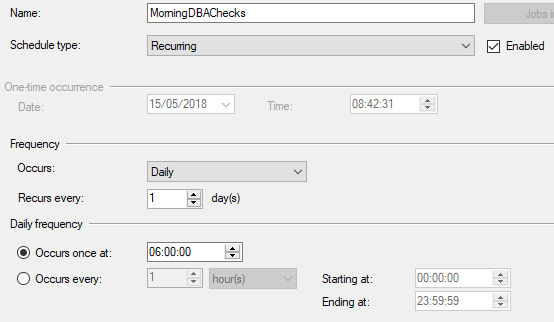 Name: MorningDBAChecks Jobs i
Schedule type: Recurring Enabled
One-time occurrence
Date: 15/05/2018 Time: 08:42:31
Frequency
Occurs: Daily
Recurs every: 1 day(s)
Daily frequency
Occurs once at: 06:00:00
Occurs every: 1 hour(s) Starting at: 00:00:00
Ending at: 23:59:59